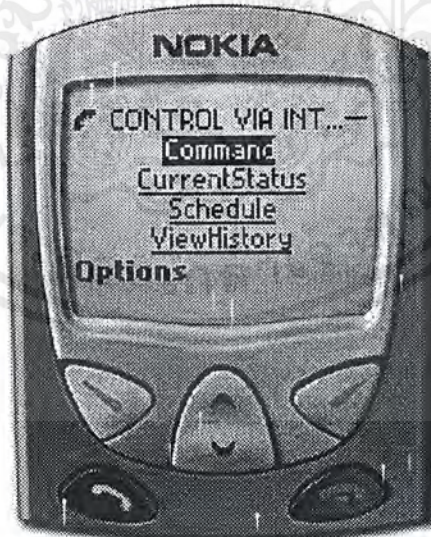 NOKIA
CONTROL VIA INT...
Command
CurrentStatus
Schedule
ViewHistory
Options